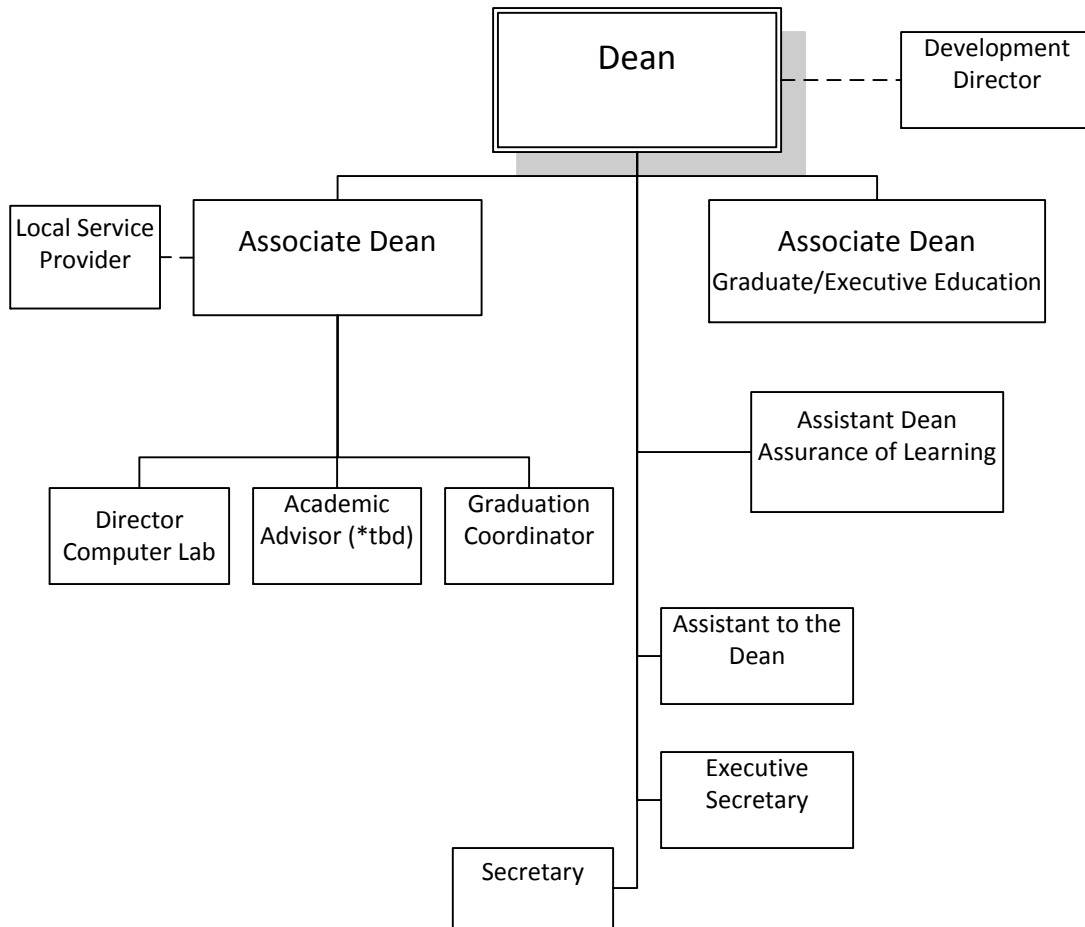 Dean
Development
Director
Local Service
Provider
Associate Dean
Associate Dean
Graduate/Executive Education
Assistant Dean
Assurance of Learning
Director
Computer Lab
Academic
Advisor (*tbd)
Graduation
Coordinator
Assistant to the
Dean
Executive
Secretary
Secretary